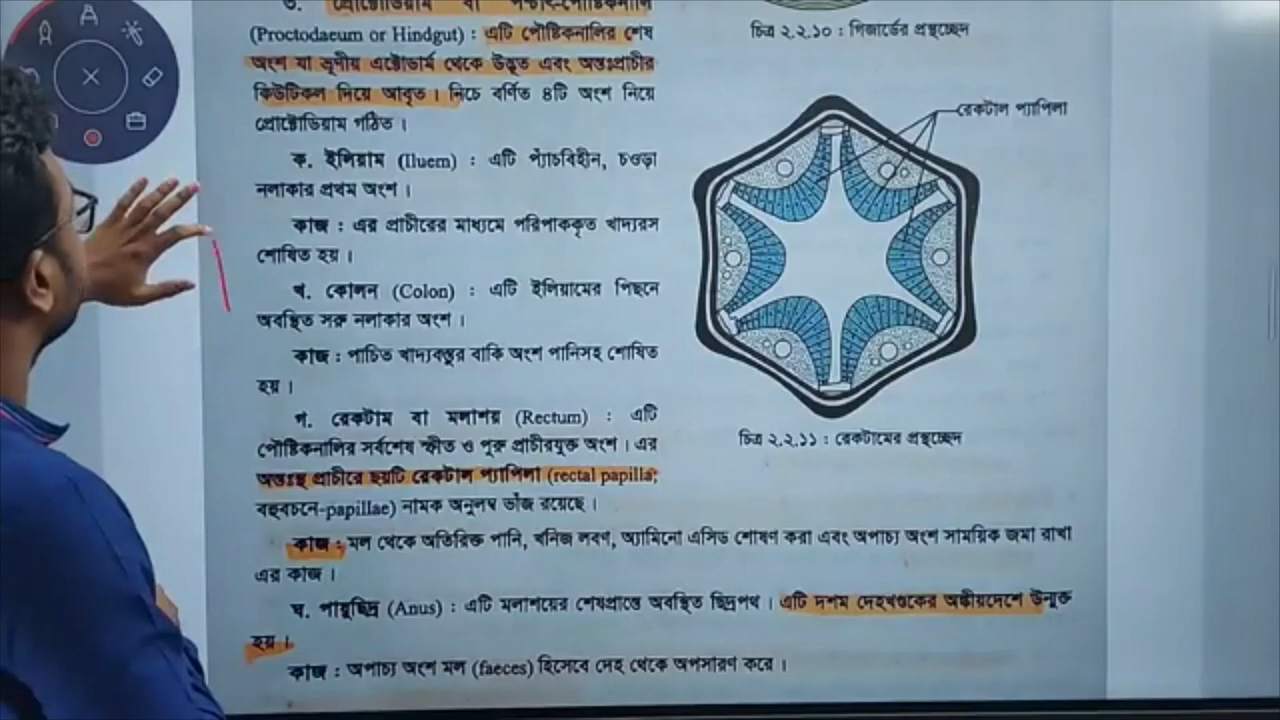 ৩. প্রোক্টোডিয়াম বা পশ্চাৎ-পৌষ্টিকনালি
(Proctodaeum or Hindgut) : এটি পৌষ্টিকনালির শেষ
অংশ যা ভ্রূণীয় এক্টোডার্ম থেকে উদ্ভূত এবং অন্তঃপ্রাচীর
কিউটিকল দিয়ে আবৃত। নিচে বর্ণিত ৪টি অংশ নিয়ে
প্রোক্টোডিয়াম গঠিত।
ক. ইলিয়াম (Iluem) : এটি প্যাঁচবিহীন, চওড়া
নলাকার প্রথম অংশ।
কাজ : এর প্রাচীরের মাধ্যমে পরিপাককৃত খাদ্যরস
শোষিত হয়।
খ. কোলন (Colon) : এটি ইলিয়ামের পিছনে
অবস্থিত সরু নলাকার অংশ।
কাজ : পাচিত খাদ্যবস্তুর বাকি অংশ পানিসহ শোষিত
হয়।
গ. রেকটাম বা মলাশয় (Rectum) : এটি
পৌষ্টিকনালির সর্বশেষ স্ফীত ও পুরু প্রাচীরযুক্ত অংশ। এর
অন্তঃস্থ প্রাচীরে ছয়টি রেকটাল প্যাপিলা (rectal papilla;
বহুবচনে-papillae) নামক অনুলম্ব ভাঁজ রয়েছে।
কাজ : মল থেকে অতিরিক্ত পানি, খনিজ লবণ, অ্যামিনো এসিড শোষণ করা এবং অপাচ্য অংশ সাময়িক জমা রাখা
এর কাজ।
ঘ. পায়ুছিদ্র (Anus) : এটি মলাশয়ের শেষপ্রান্তে অবস্থিত ছিদ্রপথ। এটি দশম দেহখণ্ডকের অঙ্কীয়দেশে উন্মুক্ত
হয়।
কাজ : অপাচ্য অংশ মল (faeces) হিসেবে দেহ থেকে অপসারণ করে।
চিত্র ২.২.১০ : গিজার্ডের প্রস্থচ্ছেদ
রেকটাল প্যাপিলা
চিত্র ২.২.১১ : রেকটামের প্রস্থচ্ছেদ